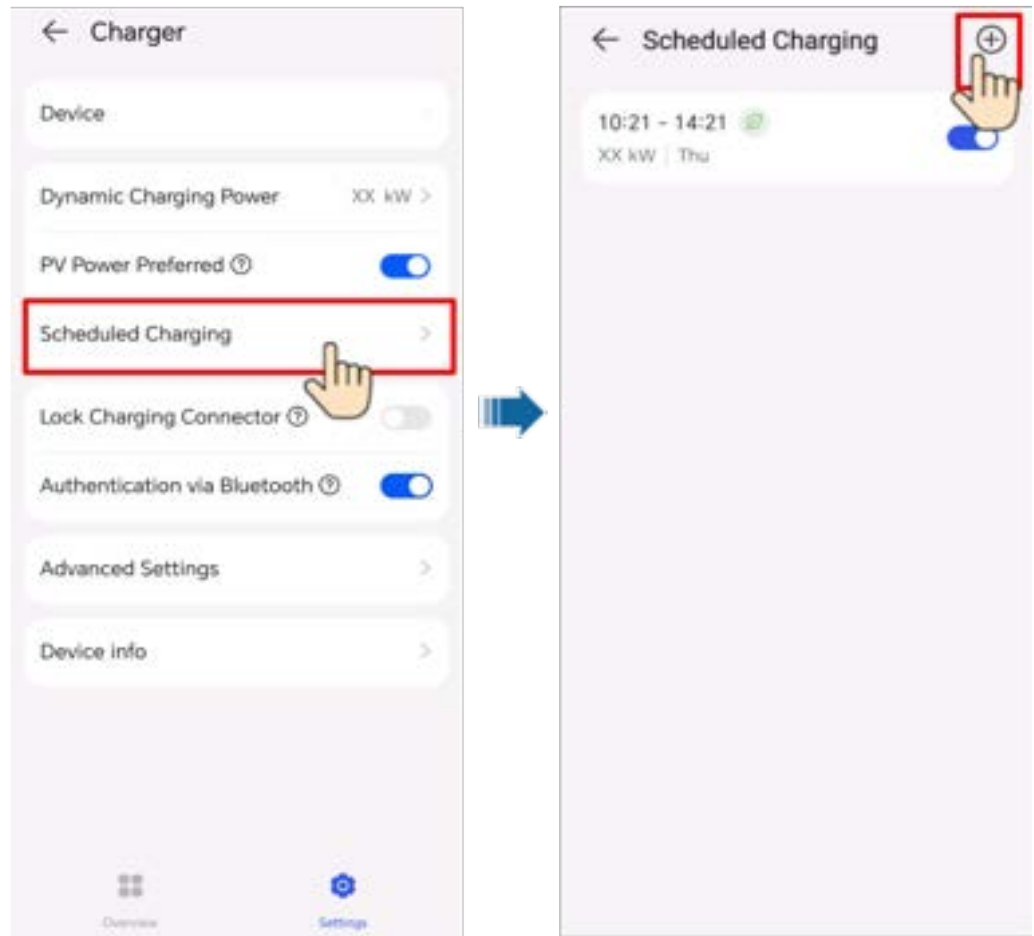 Charger
Device
Dynamic Charging Power XX kW
PV Power Preferred
Scheduled Charging
Lock Charging Connector
Authentication via Bluetooth
Advanced Settings
Device info
Overview
Settings
Scheduled Charging
10:21 - 14:21
XX kW | Thu